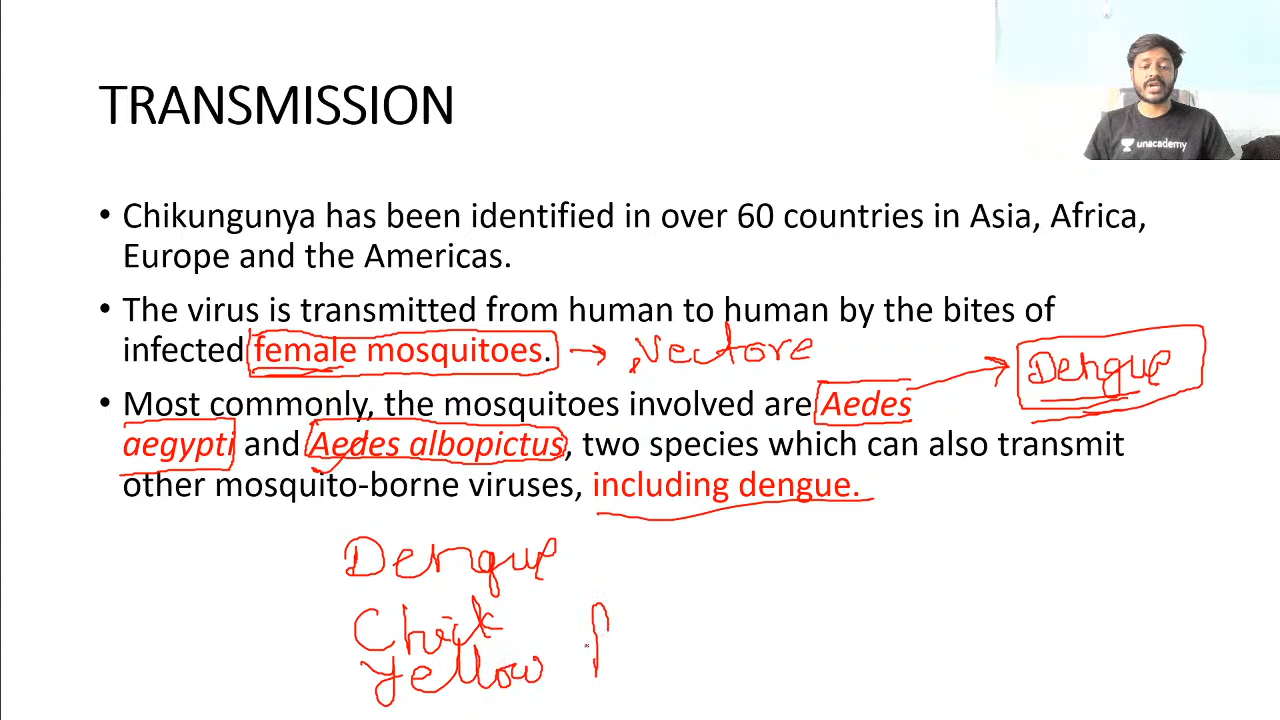 TRANSMISSION
unacademy
• Chikungunya has been identified in over 60 countries in Asia, Africa,
Europe and the Americas.
• The virus is transmitted from human to human by the bites of
infected female mosquitoes. → Vectore
Dengue
• Most commonly, the mosquitoes involved are Aedes
aegypti and Aedes albopictus, two species which can also transmit
other mosquito-borne viruses, including dengue.
Dengue
Chick
Yellow f